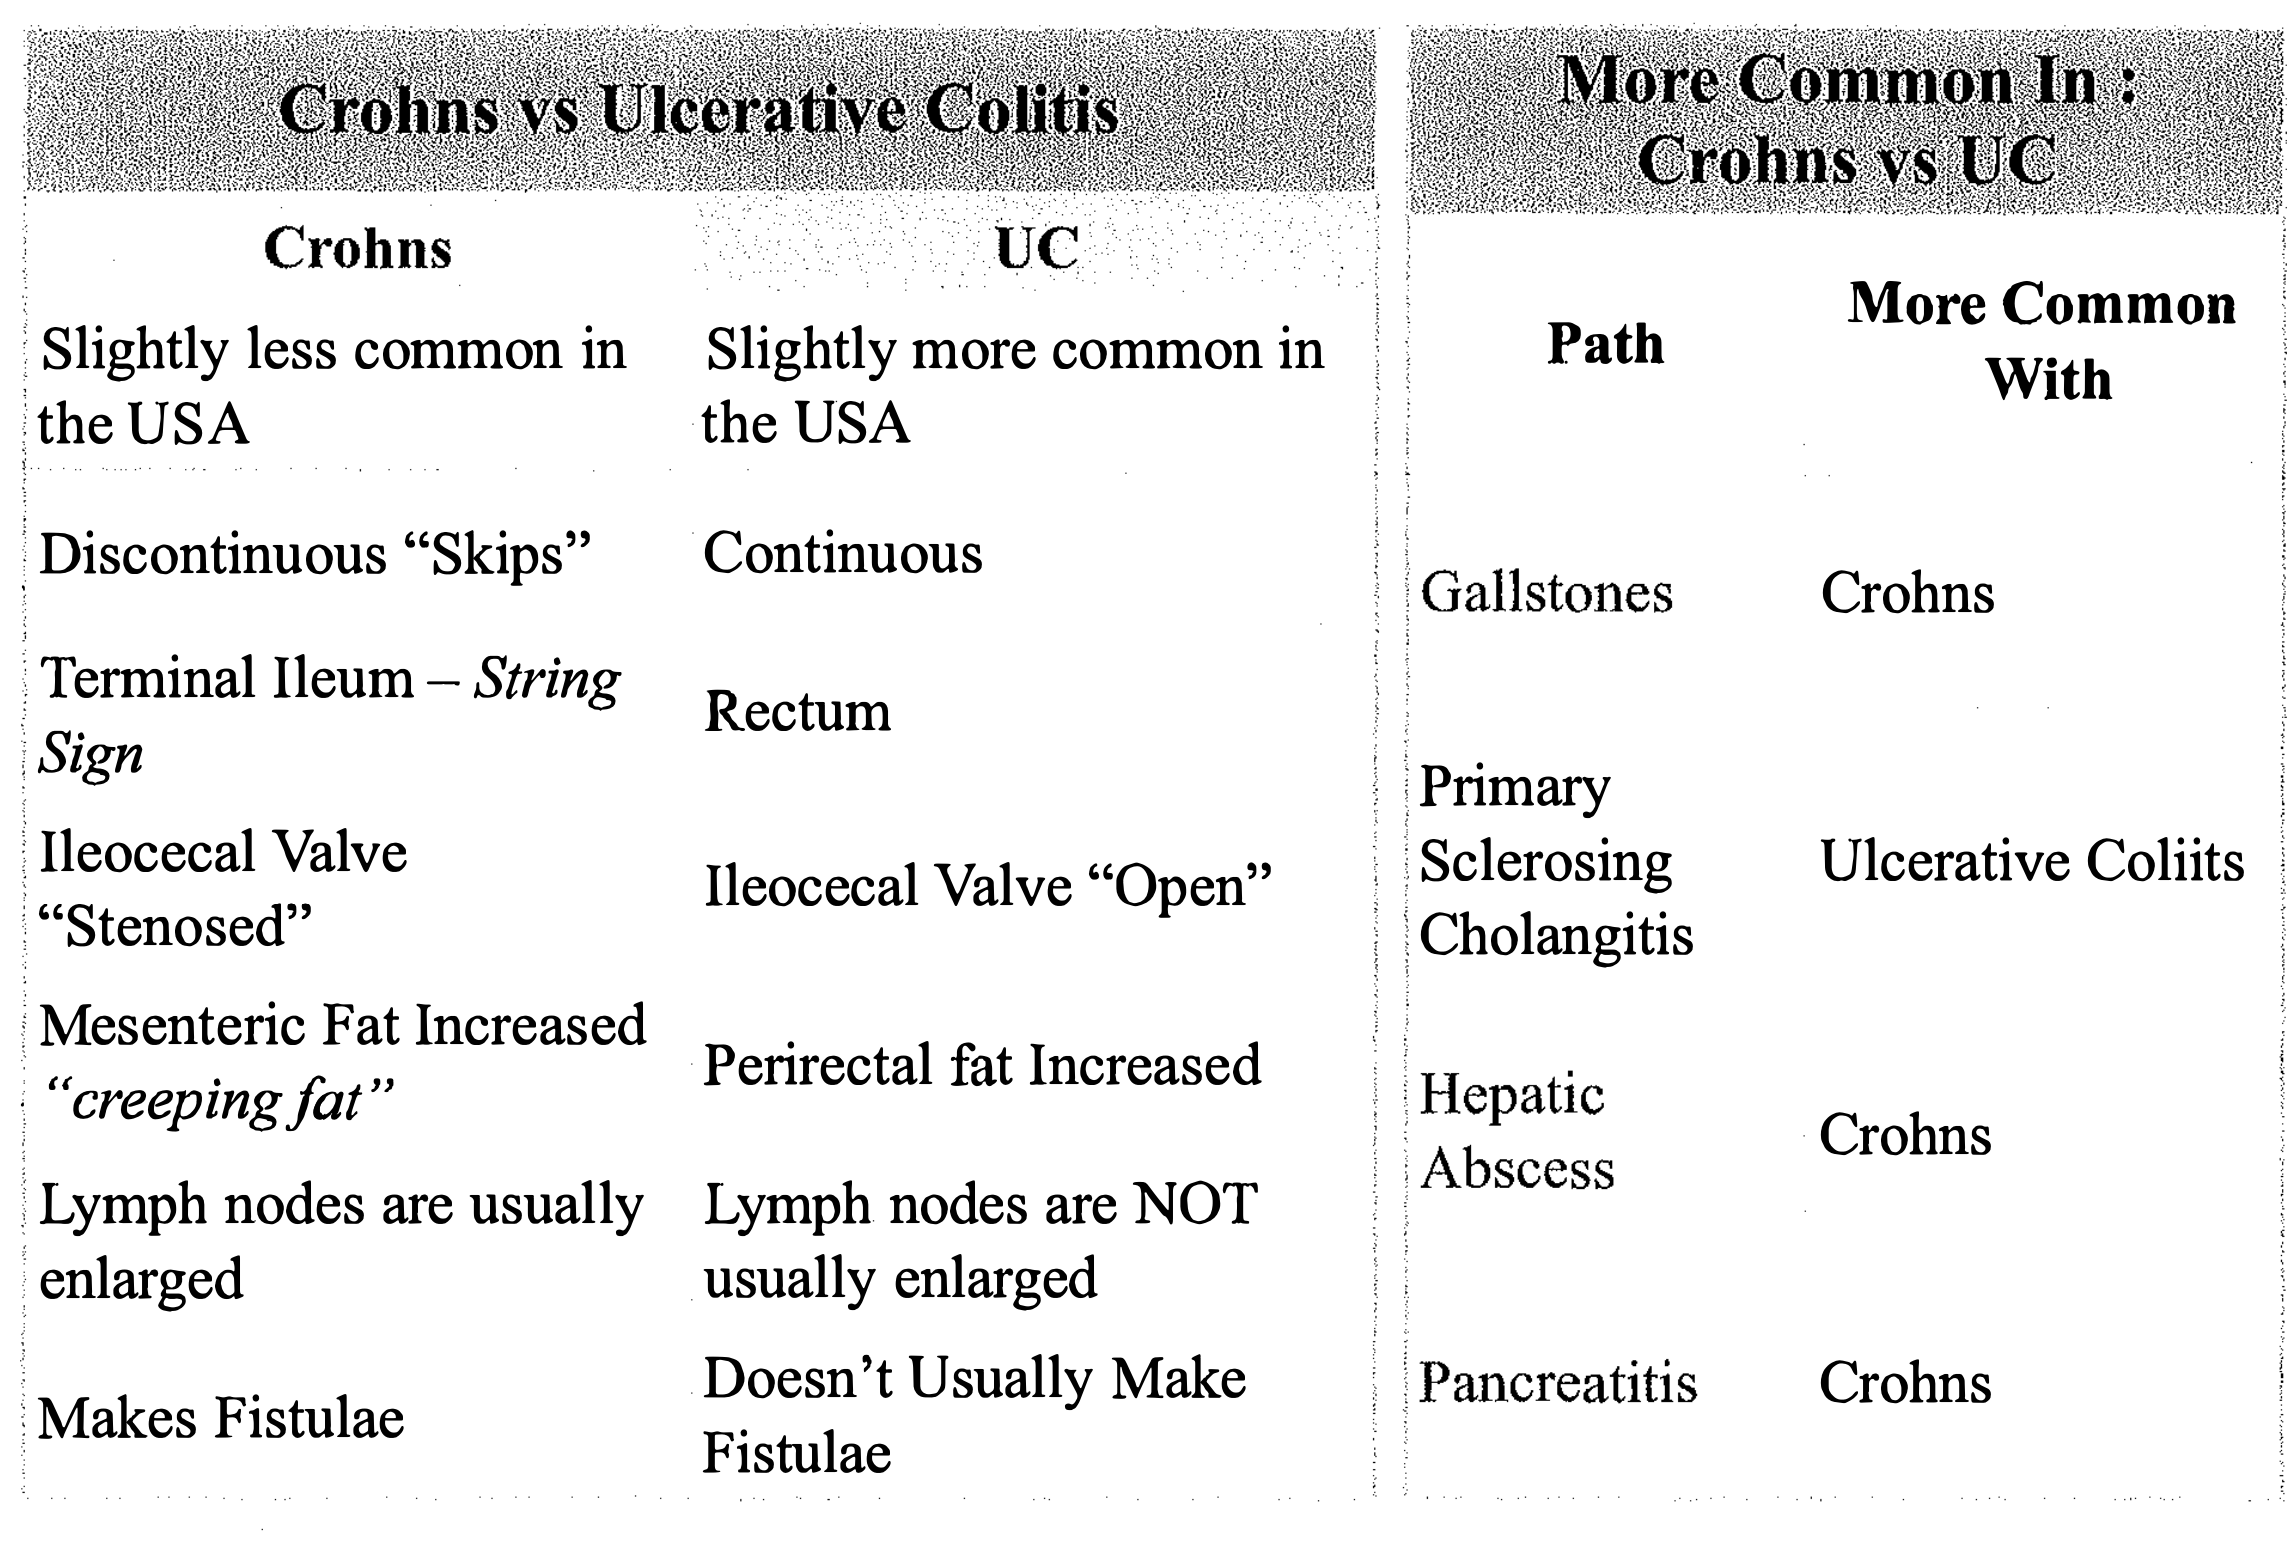 Crohns vs Ulcerative Colitis
Crohns
UC
Slightly less common in
the USA
Slightly more common in
the USA
Discontinuous “Skips”
Continuous
Terminal Ileum – String
Sign
Rectum
Ileocecal Valve
“Stenosed”
Ileocecal Valve “Open”
Mesenteric Fat Increased
“creeping fat”
Perirectal fat Increased
Lymph nodes are usually
enlarged
Lymph nodes are NOT
usually enlarged
Makes Fistulae
Doesn’t Usually Make
Fistulae
More Common In :
Crohns vs UC
Path
More Common
With
Gallstones
Crohns
Primary
Sclerosing
Cholangitis
Ulcerative Coliits
Hepatic
Abscess
Crohns
Pancreatitis
Crohns